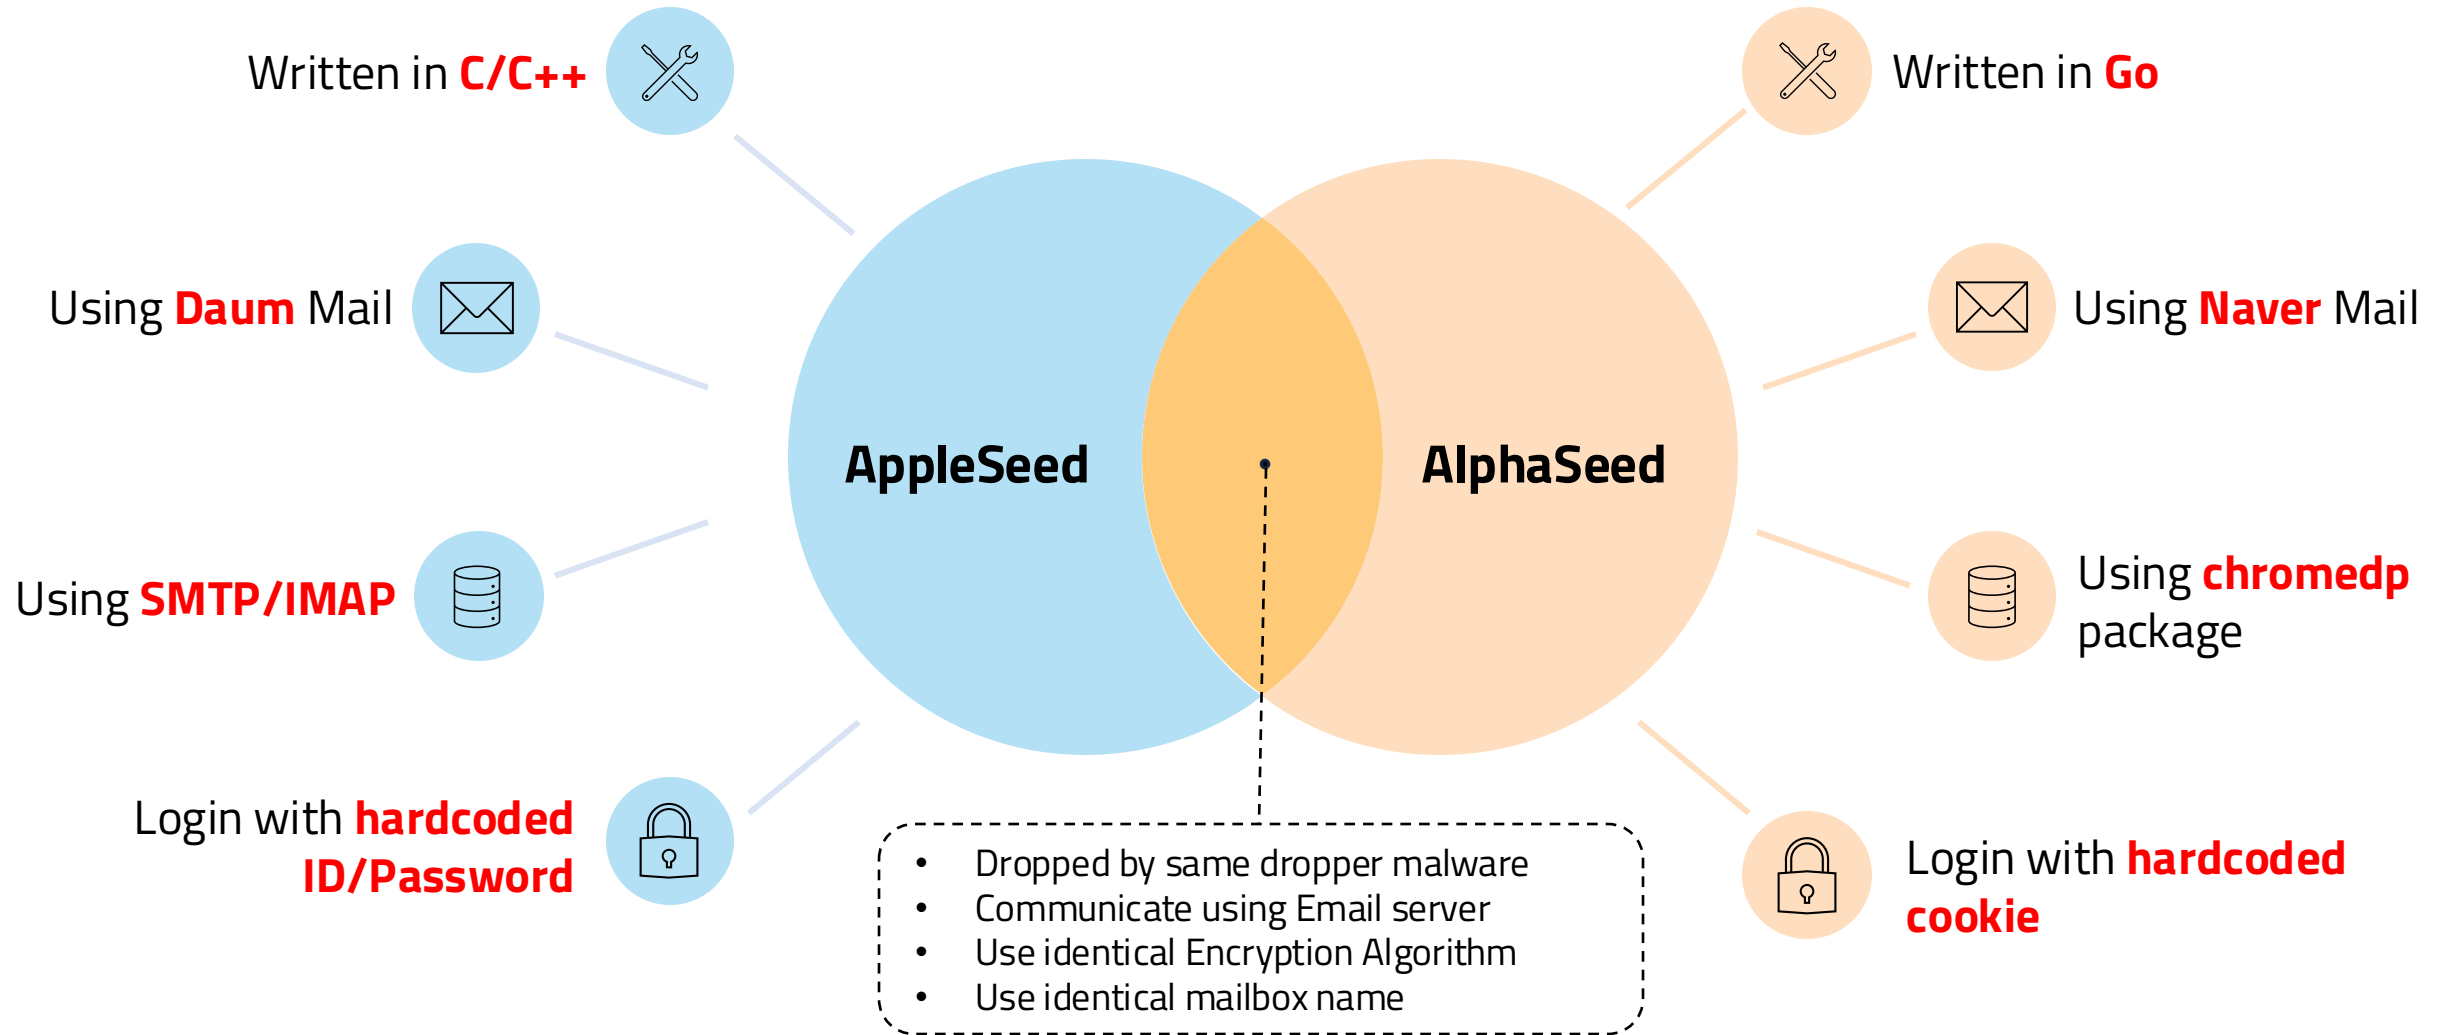 Written in C/C++
Using Daum Mail
Using SMTP/IMAP
Login with hardcoded
ID/Password
AppleSeed
AlphaSeed
• Dropped by same dropper malware
• Communicate using Email server
• Use identical Encryption Algorithm
• Use identical mailbox name
Written in Go
Using Naver Mail
Using chromedp
package
Login with hardcoded
cookie